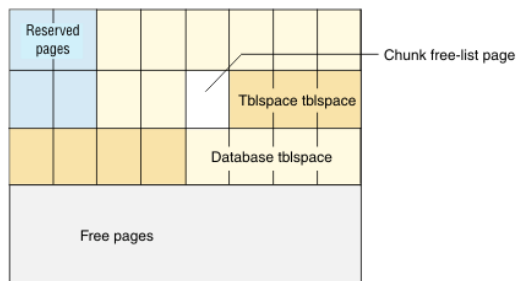 Reserved
pages
Chunk free-list page
Tblspace tblspace
Database tblspace
Free pages